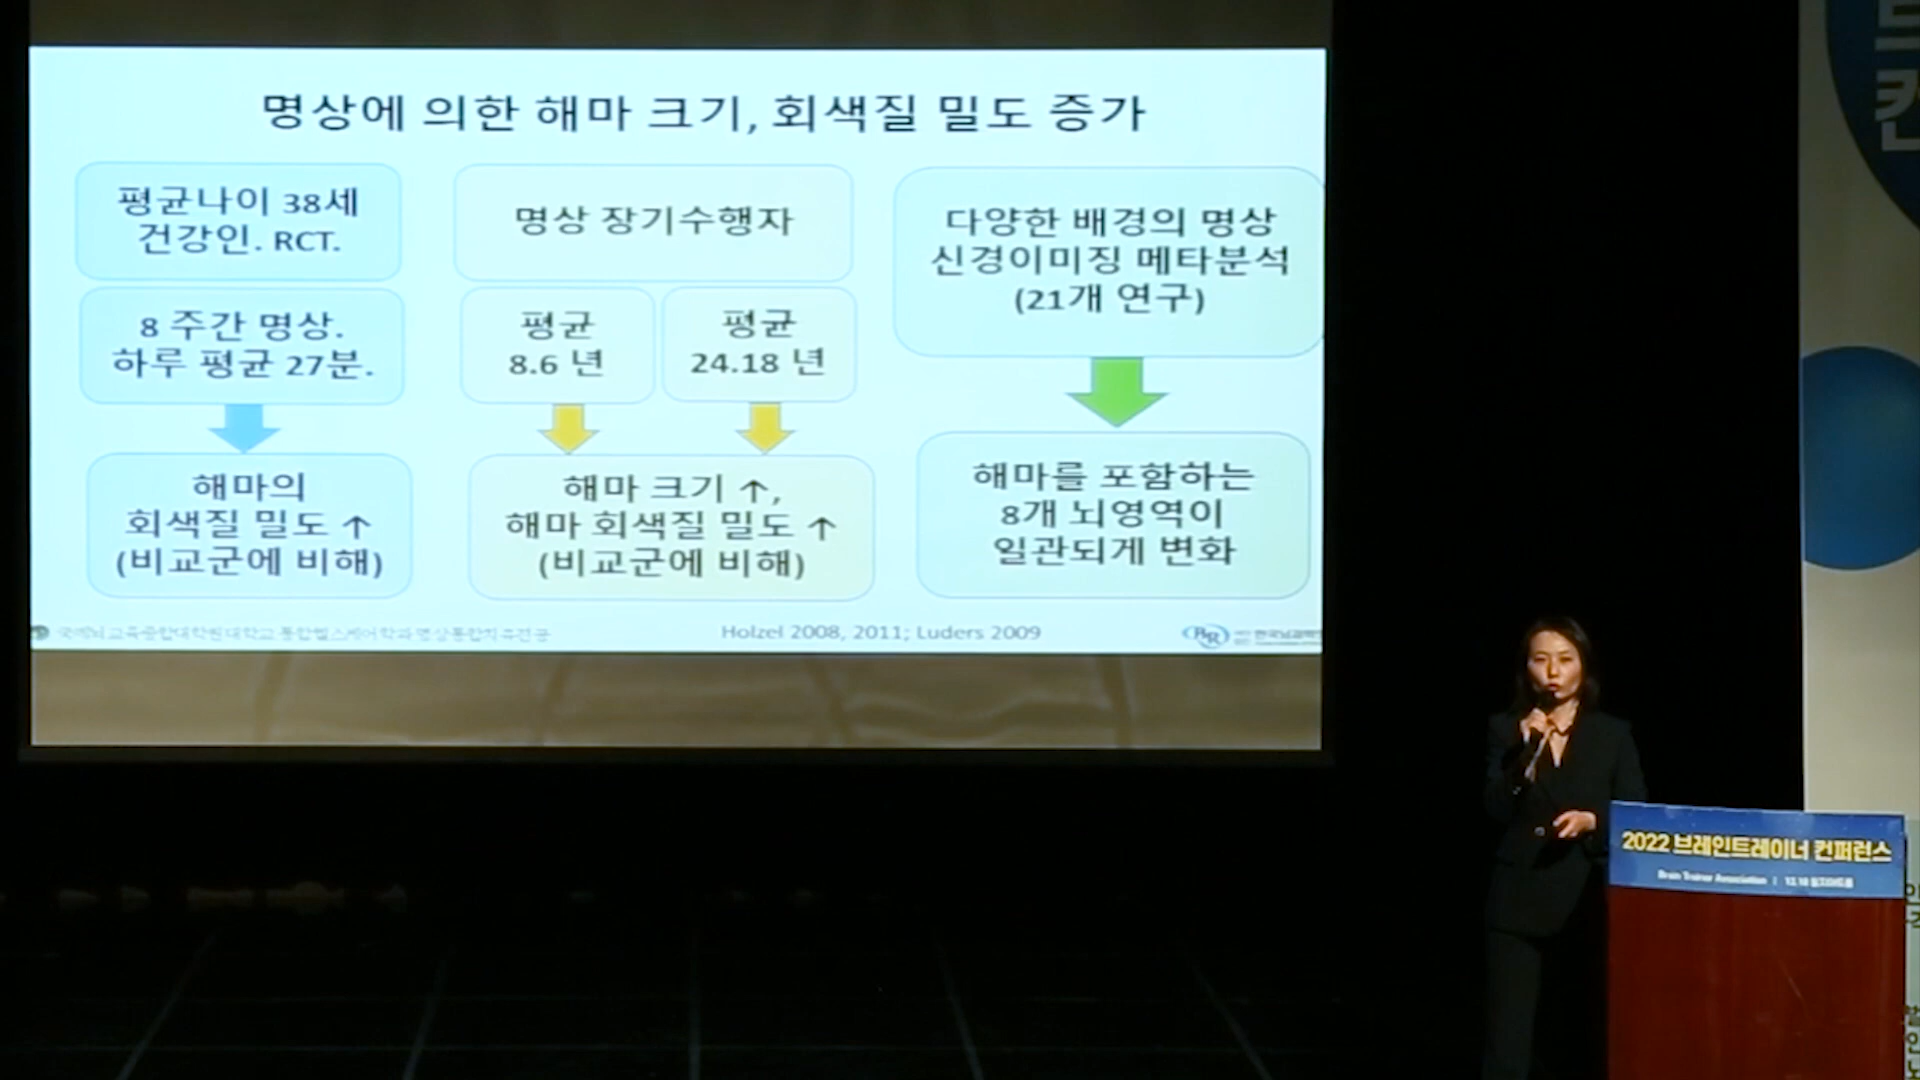 명상에 의한 해마 크기, 회색질 밀도 증가
평균나이 38세
건강인. RCT.
8 주간 명상.
하루 평균 27분.
해마의
회색질 밀도 ↑
(비교군에 비해)
명상 장기수행자
평균
8.6 년
평균
24.18 년
해마 크기 ↑,
해마 회색질 밀도 ↑
(비교군에 비해)
다양한 배경의 명상
신경이미징 메타분석
(21개 연구)
해마를 포함하는
8개 뇌영역이
일관되게 변화
Holzel 2008, 2011; Luders 2009
2022 브레인트레이너 컨퍼런스
Brain Trainer Association